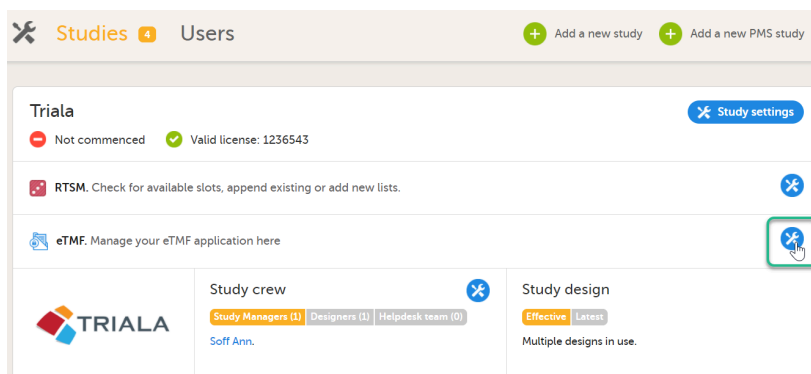 Studies 4 Users
Add a new study Add a new PMS study
Triala
Study settings
Not commenced Valid license: 1236543
RTSM. Check for available slots, append existing or add new lists.
eTMF. Manage your eTMF application here
TRIALA
Study crew
Study Managers (1) Designers (1) Helpdesk team (0)
Soff Ann.
Study design
Effective Latest
Multiple designs in use.